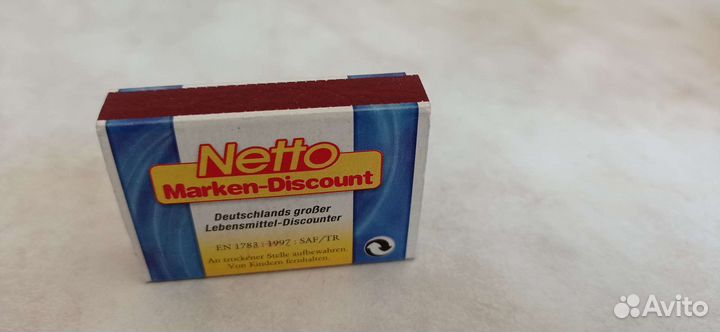 Netto
Marken-Discount
Deutschlands großer
Lebensmittel-Discounter
EN 1783 : 1997 : SAF/TR
An trockener Stelle aufbewahren.
Von Kindern fernhalten.
Avito